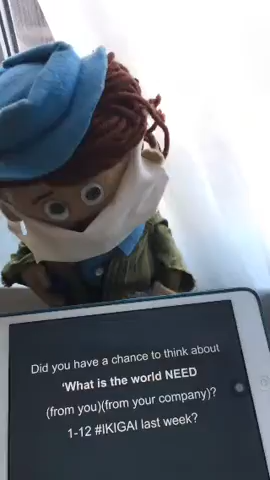 Did you have a chance to think about
'What is the world NEED
(from you)(from your company)?
1-12 #IKIGAI last week?